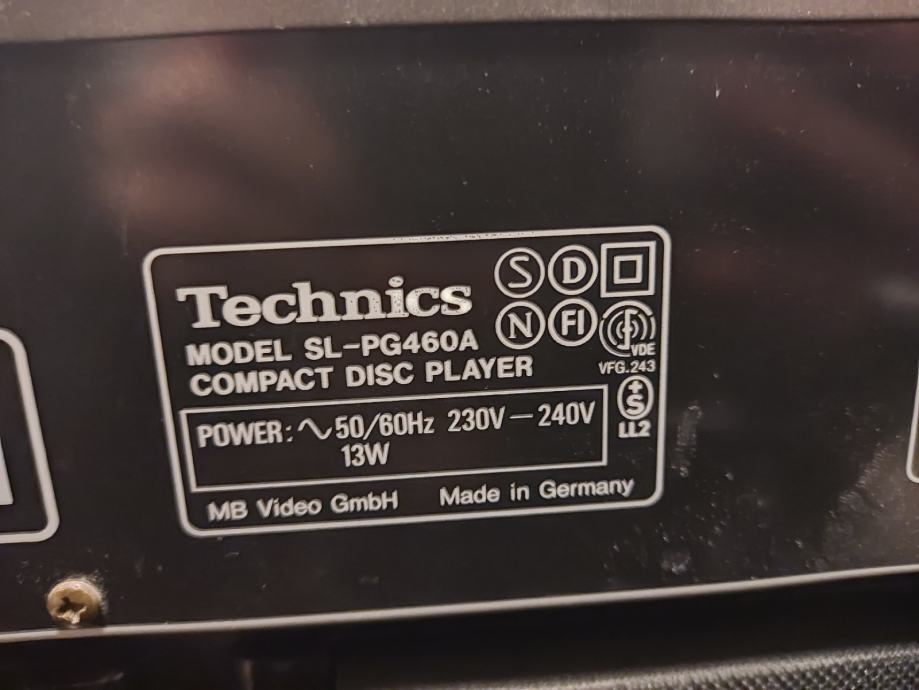 Technics
S D
N FI
MODEL SL-PG460A
COMPACT DISC PLAYER
VDE
VFG.243
+S
LL2
POWER: ∿50/60Hz 230V—240V
13W
MB Video GmbH Made in Germany